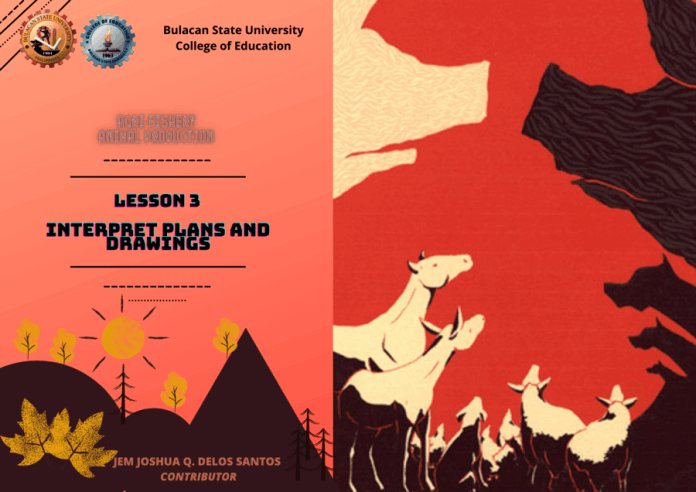 Bulacan State University
College of Education
AGRI FISHERY
ANIMAL PRODUCTION
LESSON 3
INTERPRET PLANS AND
DRAWINGS
JEM JOSHUA Q. DELOS SANTOS
CONTRIBUTOR